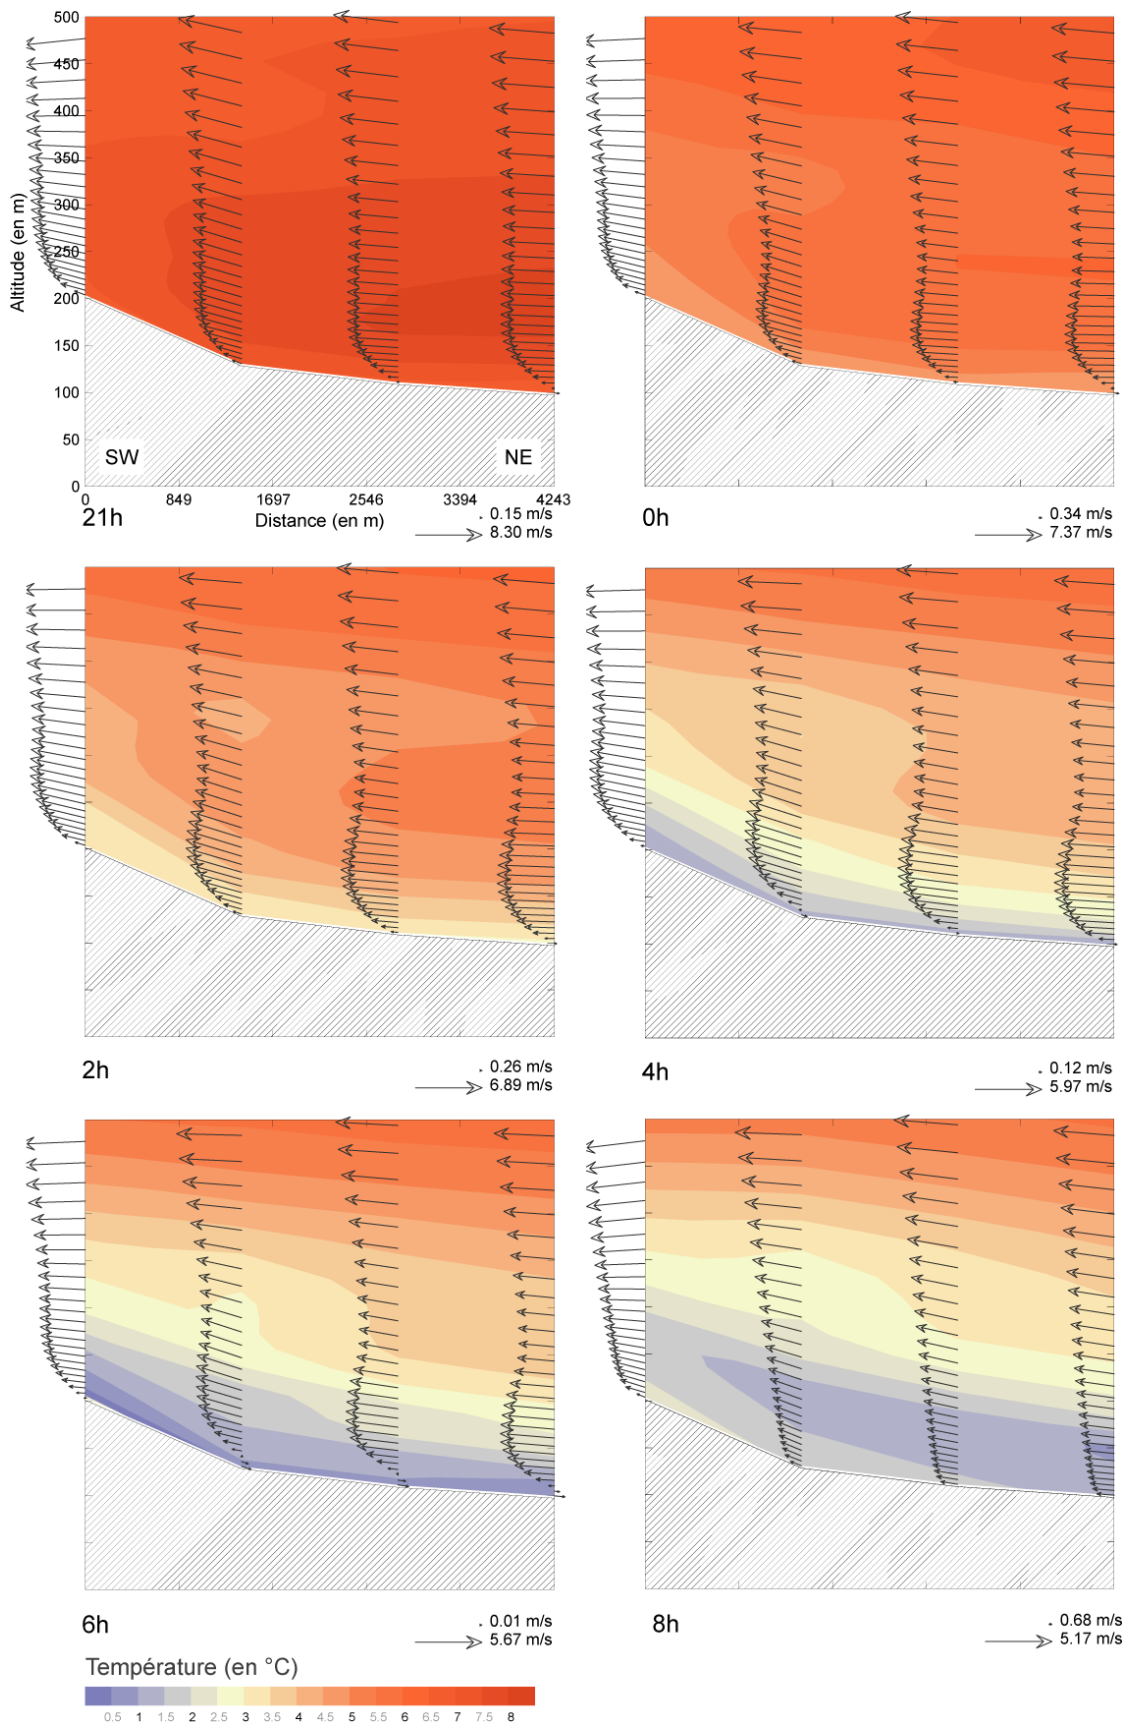 500
450
400
350
300
250
200
150
100
50
0
Altitude (en m)
SW
NE
0 849 1697 2546 3394 4243
Distance (en m)
21h
0.15 m/s
8.30 m/s
0h
0.34 m/s
7.37 m/s
2h
0.26 m/s
6.89 m/s
4h
0.12 m/s
5.97 m/s
6h
0.01 m/s
5.67 m/s
8h
0.68 m/s
5.17 m/s
Température (en °C)
0.5 1 1.5 2 2.5 3 3.5 4 4.5 5 5.5 6 6.5 7 7.5 8